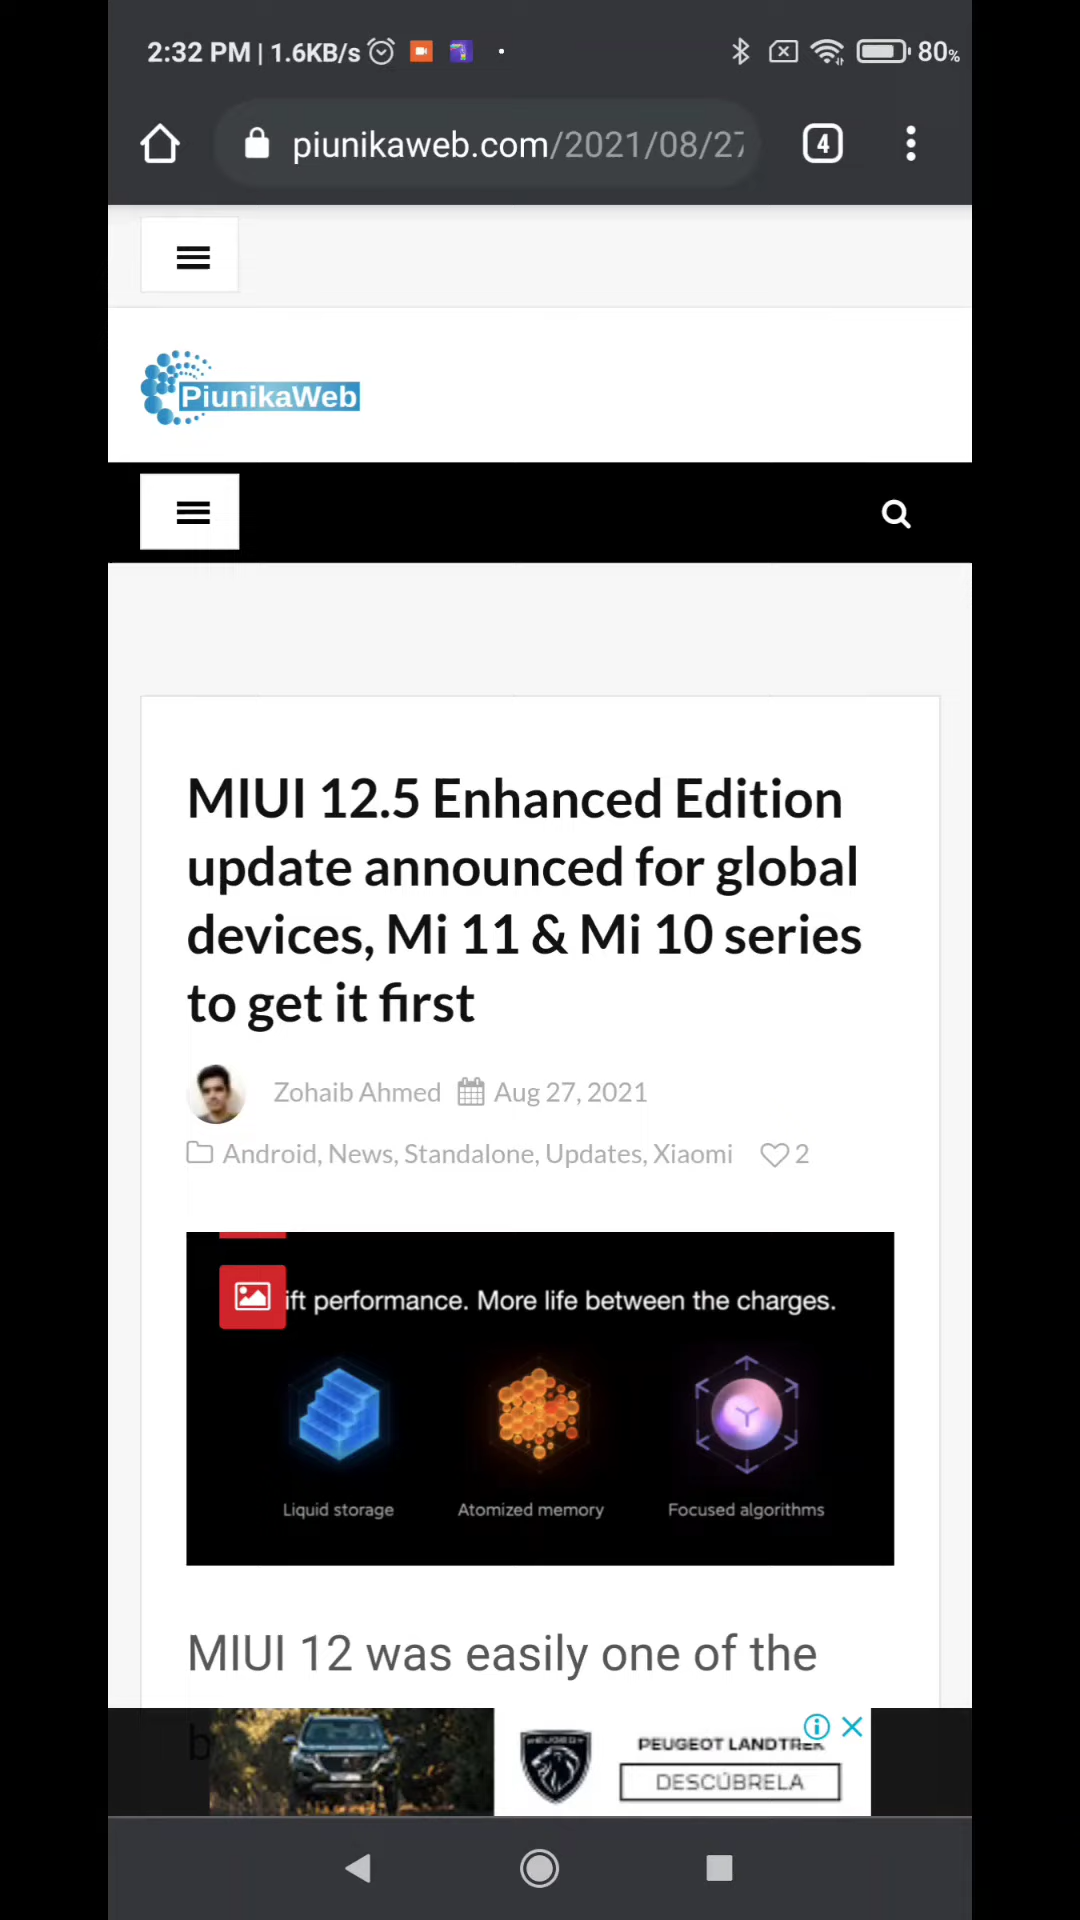 2:32 PM | 1.6KB/s
80%
piunikaweb.com/2021/08/27
4
PiunikaWeb
MIUI 12.5 Enhanced Edition
update announced for global
devices, Mi 11 & Mi 10 series
to get it first
Zohaib Ahmed Aug 27, 2021
Android, News, Standalone, Updates, Xiaomi 2
ift performance. More life between the charges.
Liquid storage Atomized memory Focused algorithms
MIUI 12 was easily one of the
b
PEUGEOT LANDTREK
DESCÚBRELA